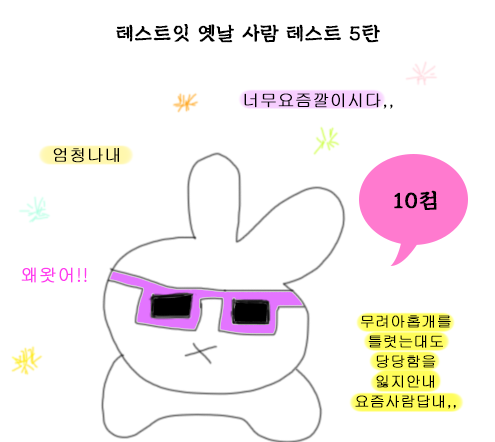 테스트잇 옛날 사람 테스트 5탄
너무요즘깔이시다,,
엄청나내
10컴
왜왓어!!
무려아홉개를
틀렷는대도
당당함을
잃지안내
요즘사람답내,,